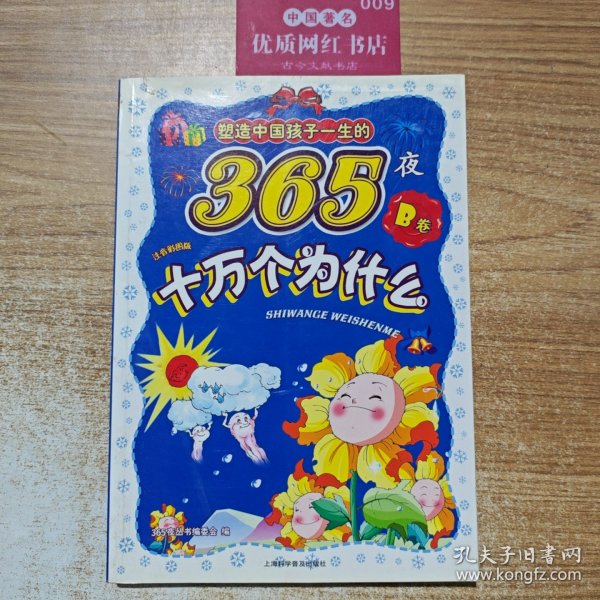 009
中国著名
优质网红书店
古今文献书店
塑造中国孩子一生的
365夜
B卷
注音彩图版
十万个为什么
SHIWANGE WEISHENME
365夜丛书编委会 编
上海科学普及出版社
孔夫子旧书网
www.kongfz.com